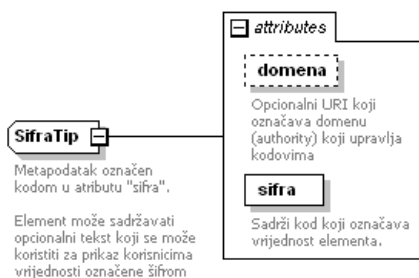 attributes
domena
Opcionalni URI koji
označava domenu
(authority) koji upravlja
kodovima
SifraTip
Metapodatak označen
kodom u atributu "sifra".
Element može sadržavati
opcionalni tekst koji se može
koristiti za prikaz korisnicima
vrijednosti označene šifrom
sifra
Sadrži kod koji označava
vrijednost elementa.